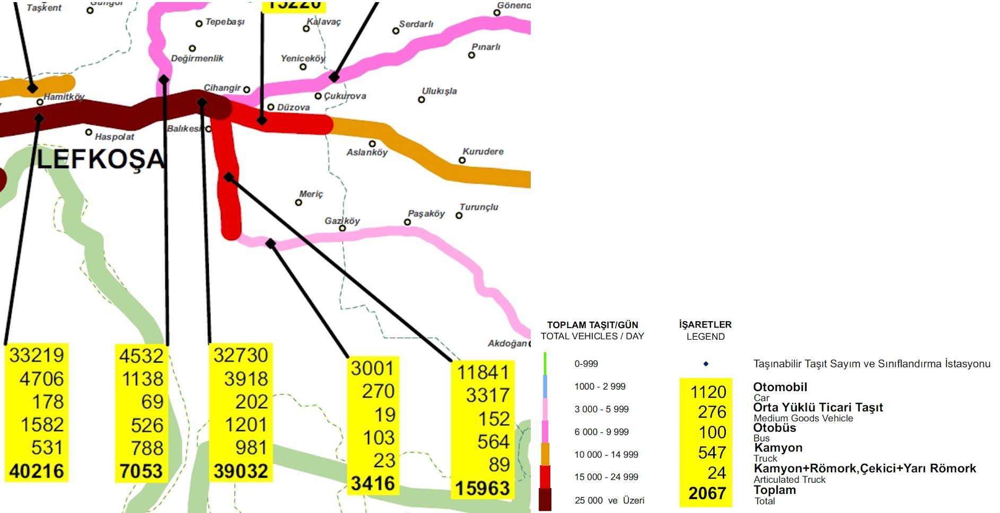 Taşkent
Güngör
15220
Gönend
Tepebaşı
Kalavaç
Serdarlı
Değirmenlik
Yeniceköy
Pınarlı
Cihangir
Hamitköy
Çukurova
Ulukışla
Düzova
Balıkesir
Haspolat
LEFKOŞA
Aslanköy
Kurudere
Meriç
Gaziköy
Paşaköy
Turunçlu
Akdoğan
33219
4706
178
1582
531
40216
4532
1138
69
526
788
7053
32730
3918
202
1201
981
39032
3001
270
19
103
23
3416
11841
3317
152
564
89
15963
TOPLAM TAŞIT/GÜN
TOTAL VEHICLES / DAY
0-999
1000 - 2 999
3 000 - 5 999
6 000 - 9 999
10 000 - 14 999
15 000 - 24 999
25 000 ve Üzeri
İŞARETLER
LEGEND
Taşınabilir Taşıt Sayım ve Sınıflandırma İstasyonu
1120
Otomobil
Car
276
Orta Yüklü Ticari Taşıt
Medium Goods Vehicle
100
Otobüs
Bus
547
Kamyon
Truck
24
Kamyon+Römork,Çekici+Yarı Römork
Articulated Truck
2067
Toplam
Total